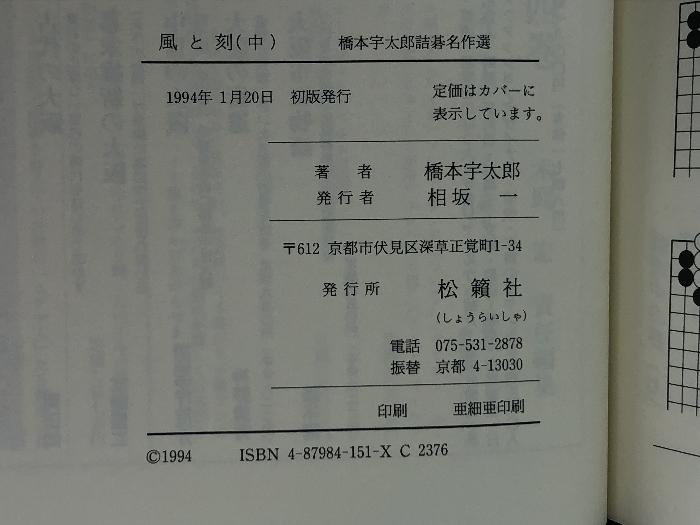 風と刻(中) 橋本宇太郎詰碁名作選
1994年 1月20日 初版発行 定価はカバーに
表示しています。
著者 橋本宇太郎
発行者 相坂 一
〒612 京都市伏見区深草正覚町1-34
発行所 松籟社
(しょうらいしゃ)
電話 075-531-2878
振替 京都 4-13030
印刷 亜細亜印刷
©1994 ISBN 4-87984-151-X C 2376